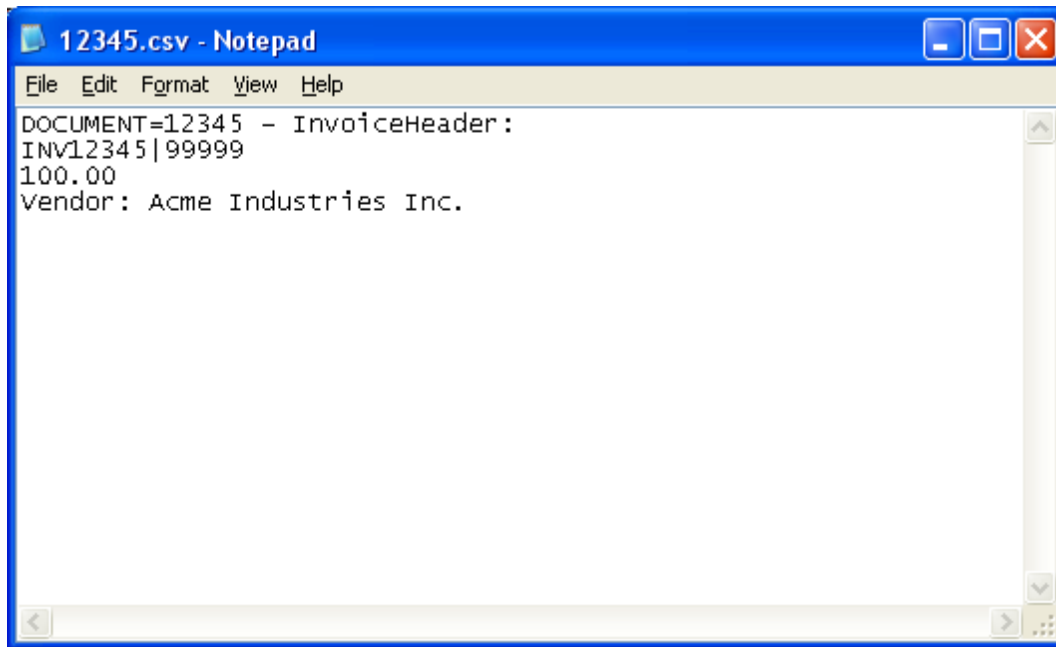 12345.csv - Notepad
File Edit Format View Help
DOCUMENT=12345 – InvoiceHeader:
INV12345|99999
100.00
Vendor: Acme Industries Inc.